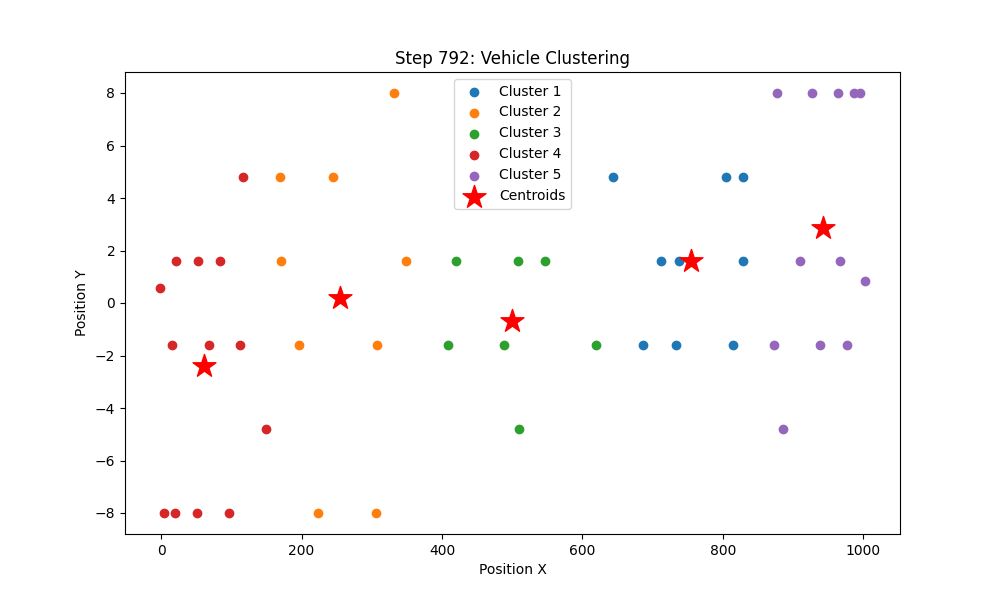 Step 792: Vehicle Clustering
Cluster 1
Cluster 2
Cluster 3
Cluster 4
Cluster 5
Centroids
Position Y
8
6
4
2
0
−2
−4
−6
−8
0
200
400
600
800
1000
Position X